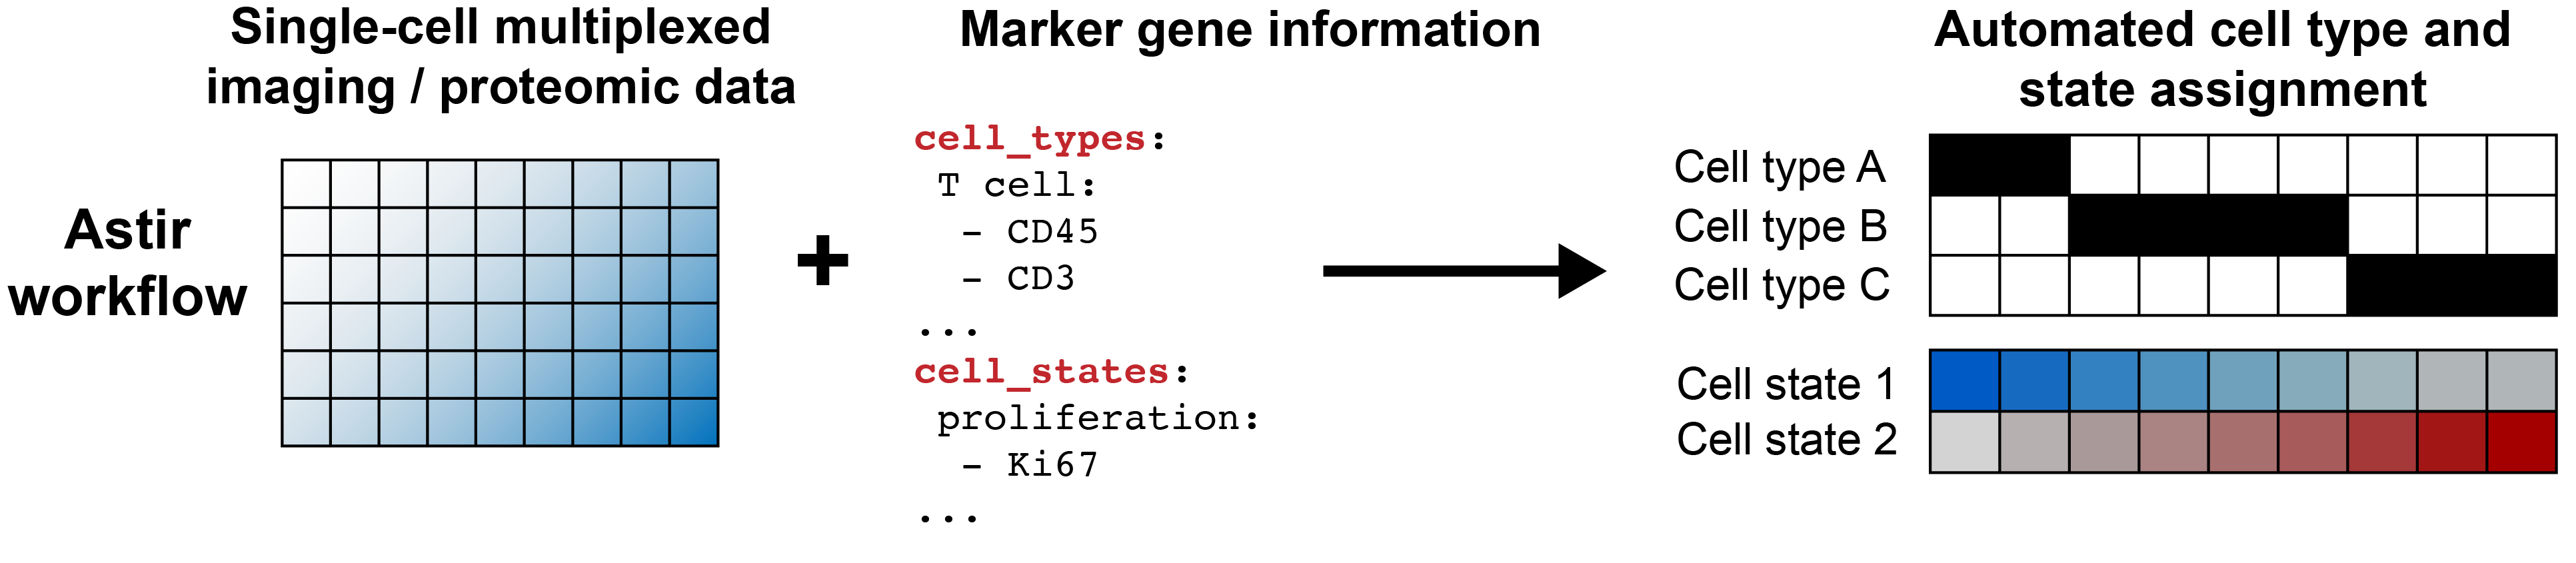 Astir
workflow
Single-cell multiplexed
imaging / proteomic data
+
Marker gene information
cell_types:
T cell:
- CD45
- CD3
...
cell_states:
proliferation:
- Ki67
...
Automated cell type and
state assignment
Cell type A
Cell type B
Cell type C
Cell state 1
Cell state 2